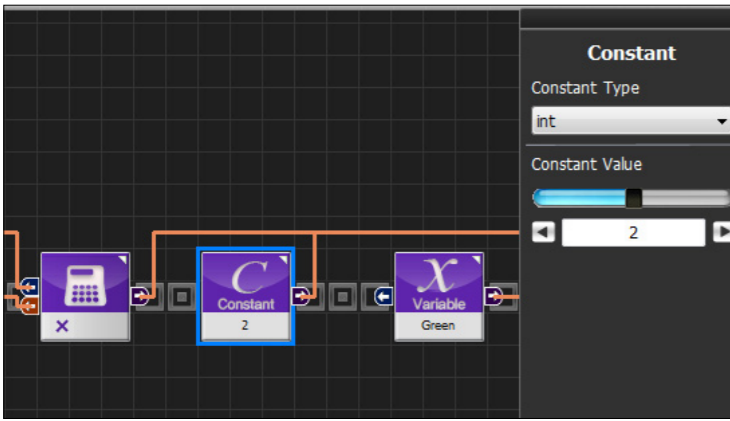 Constant
Constant Type
int
Constant Value
2
C
Constant
2
X
Variable
Green
×